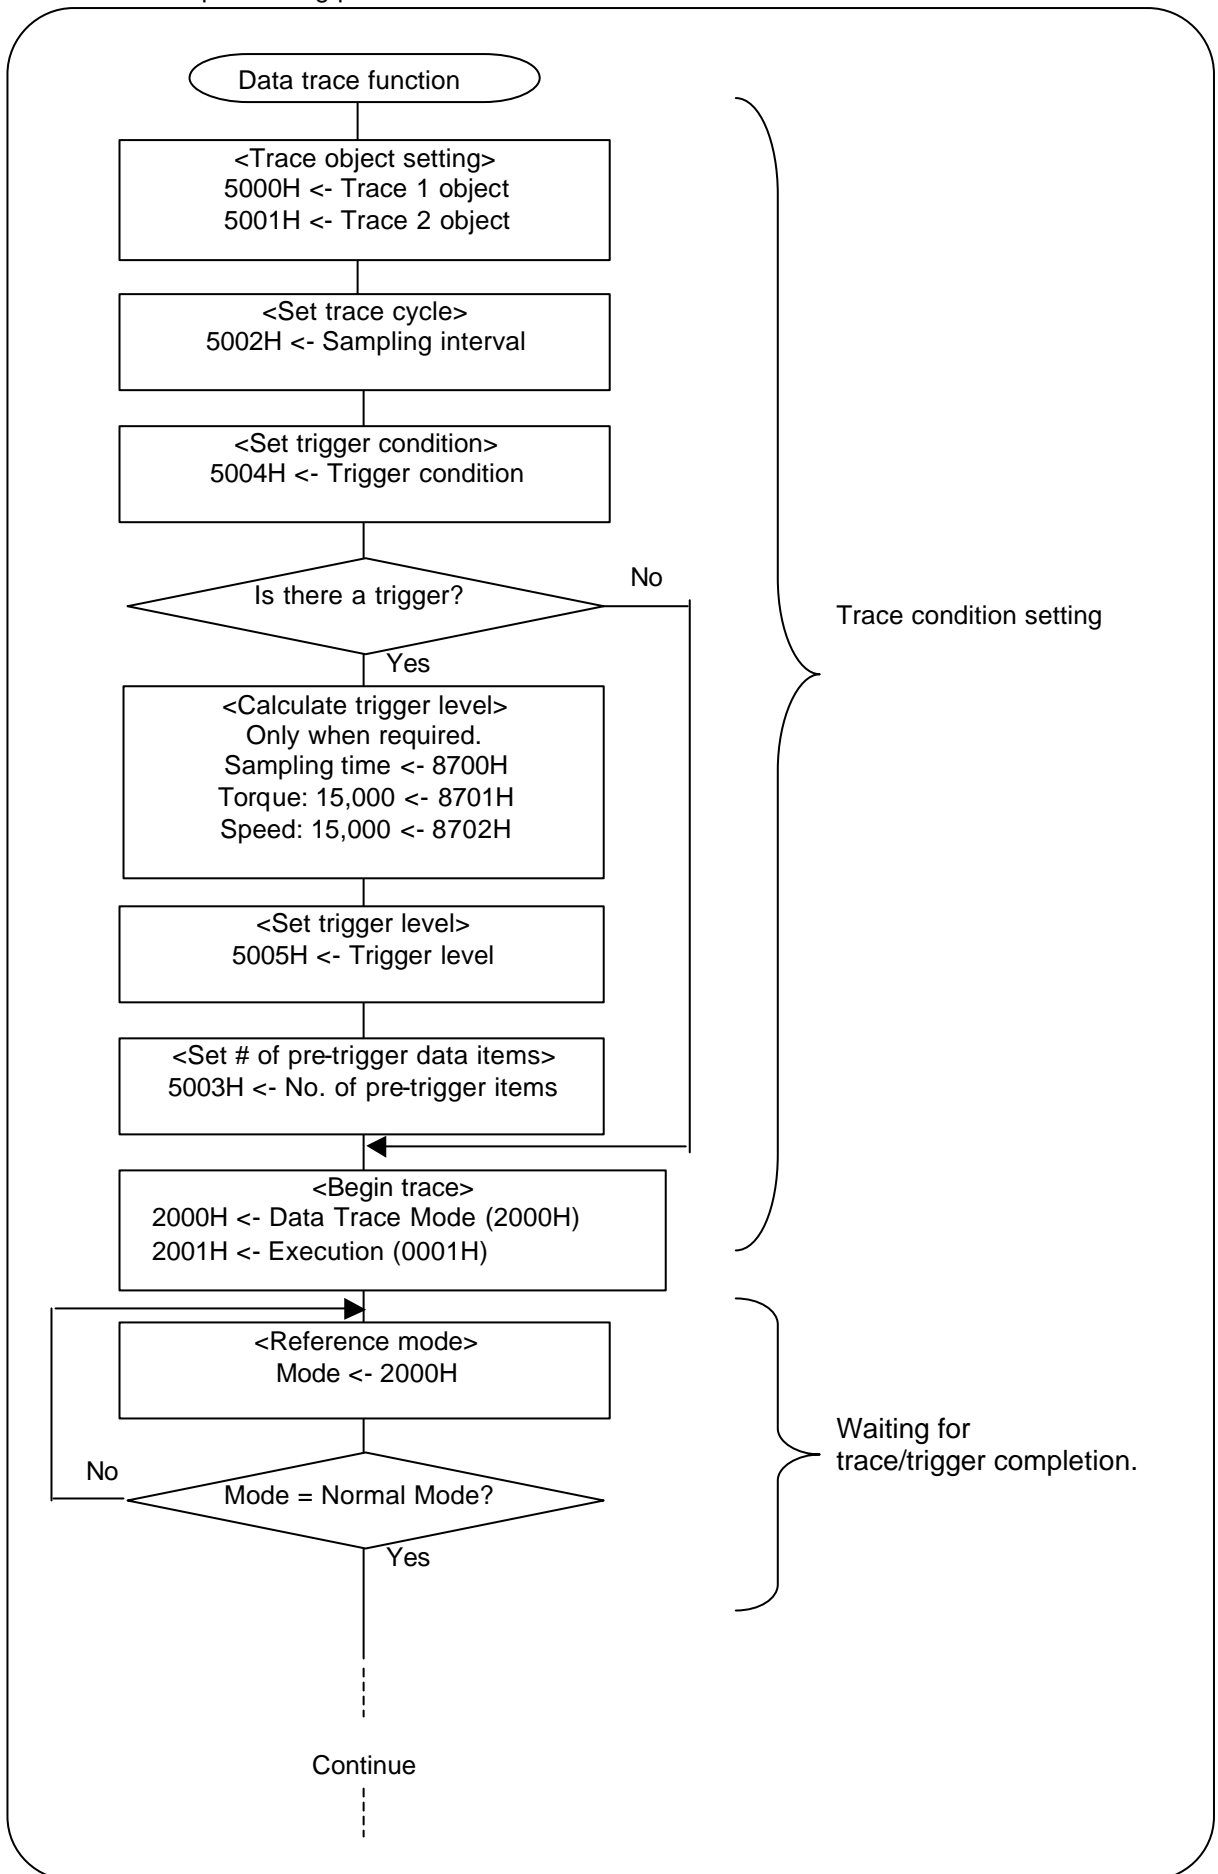 Data trace function
<Trace object setting>
5000H <- Trace 1 object
5001H <- Trace 2 object
<Set trace cycle>
5002H <- Sampling interval
<Set trigger condition>
5004H <- Trigger condition
Is there a trigger?
No
Yes
Trace condition setting
<Calculate trigger level>
Only when required.
Sampling time <- 8700H
Torque: 15,000 <- 8701H
Speed: 15,000 <- 8702H
<Set trigger level>
5005H <- Trigger level
<Set # of pre-trigger data items>
5003H <- No. of pre-trigger items
<Begin trace>
2000H <- Data Trace Mode (2000H)
2001H <- Execution (0001H)
<Reference mode>
Mode <- 2000H
Waiting for
trace/trigger completion.
No
Mode = Normal Mode?
Yes
Continue